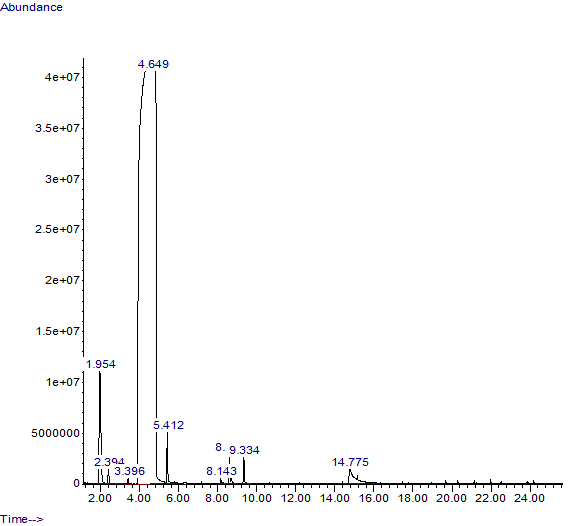 Abundance
4.649
4e+07
3.5e+07
3e+07
2.5e+07
2e+07
1.5e+07
1.954
1e+07
5.412
5000000
8. 9.334
2.394 14.775
3.396 8.143
0
2.00 4.00 6.00 8.00 10.00 12.00 14.00 16.00 18.00 20.00 22.00 24.00
Time-->